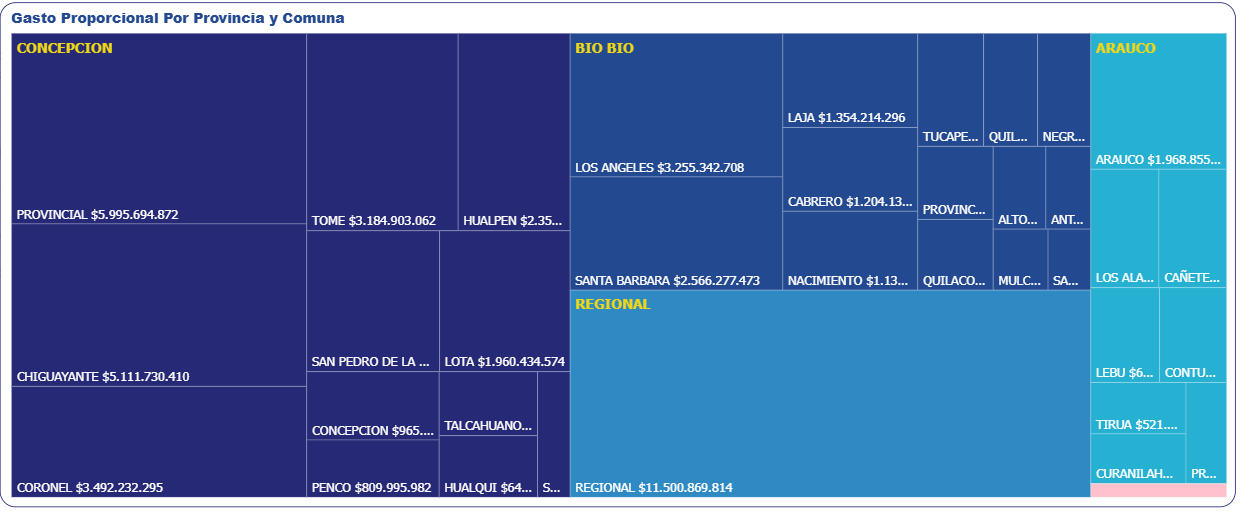 Gasto Proporcional Por Provincia y Comuna
CONCEPCION
PROVINCIAL $5.995.694.872
CHIGUAYANTE $5.111.730.410
CORONEL $3.492.232.295
TOME $3.184.903.062
HUALPEN $2.35...
SAN PEDRO DE LA ...
LOTA $1.960.434.574
CONCEPCION $965....
PENCO $809.995.982
TALCAHUANO...
HUALQUI $64...
S...
BIO BIO
LOS ANGELES $3.255.342.708
SANTA BARBARA $2.566.277.473
LAJA $1.354.214.296
CABRERO $1.204.13...
NACIMIENTO $1.13...
TUCAPE...
QUIL...
NEGR...
PROVINC...
QUILACO...
ALTO...
ANT...
MULC...
SA...
REGIONAL
REGIONAL $11.500.869.814
ARAUCO
ARAUCO $1.968.855...
LOS ALA...
CAÑETE...
LEBU $6...
CONTU...
TIRUA $521....
CURANILAH...
PR...